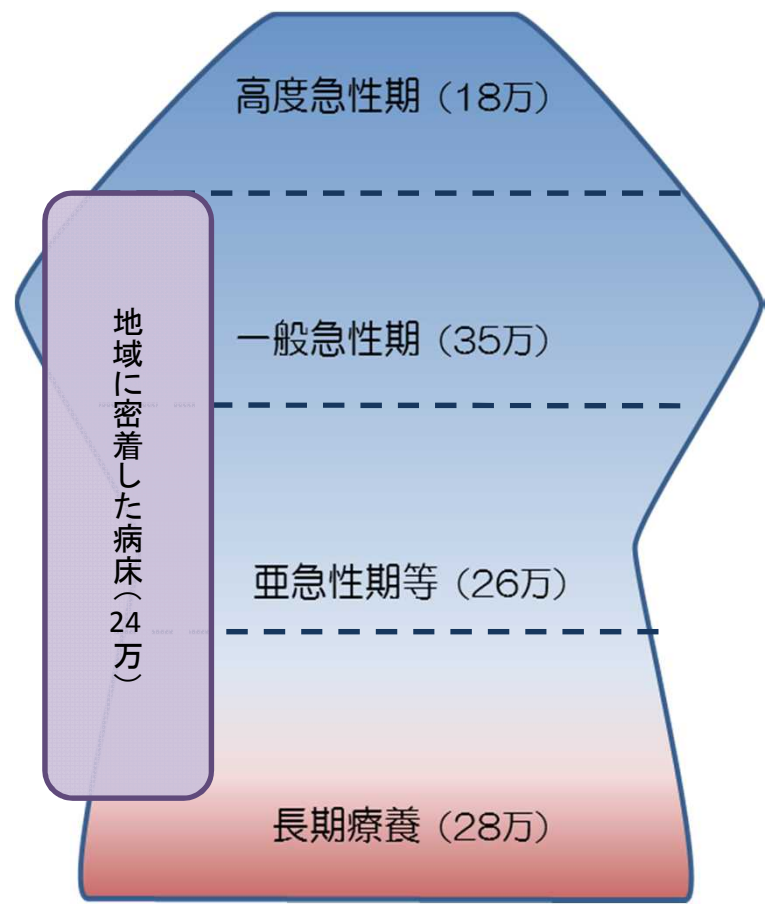 高度急性期（18万）
一般急性期（35万）
地域に密着した病床（24万）
亜急性期等（26万）
長期療養（28万）